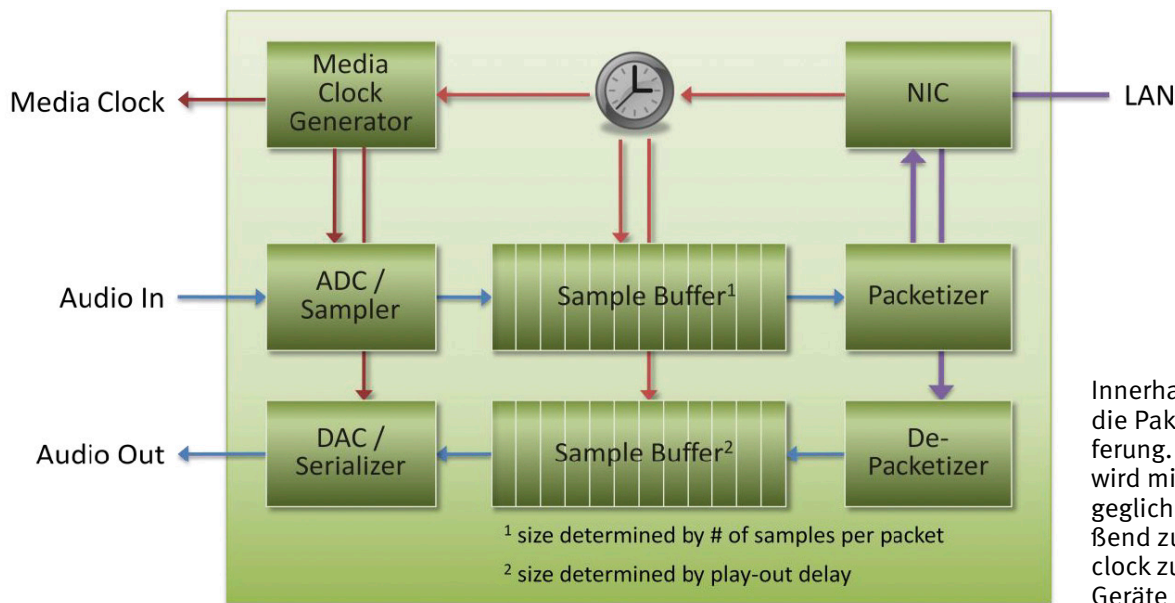 Media
Clock
Generator
NIC
Media Clock
LAN
Audio In
ADC /
Sampler
Sample Buffer¹
Packetizer
Audio Out
DAC /
Serializer
Sample Buffer²
De-
Packetizer
¹ size determined by # of samples per packet
² size determined by play-out delay
Innerha
die Pak
ferung.
wird mi
geglich
ßend zu
clock zu
Geräte